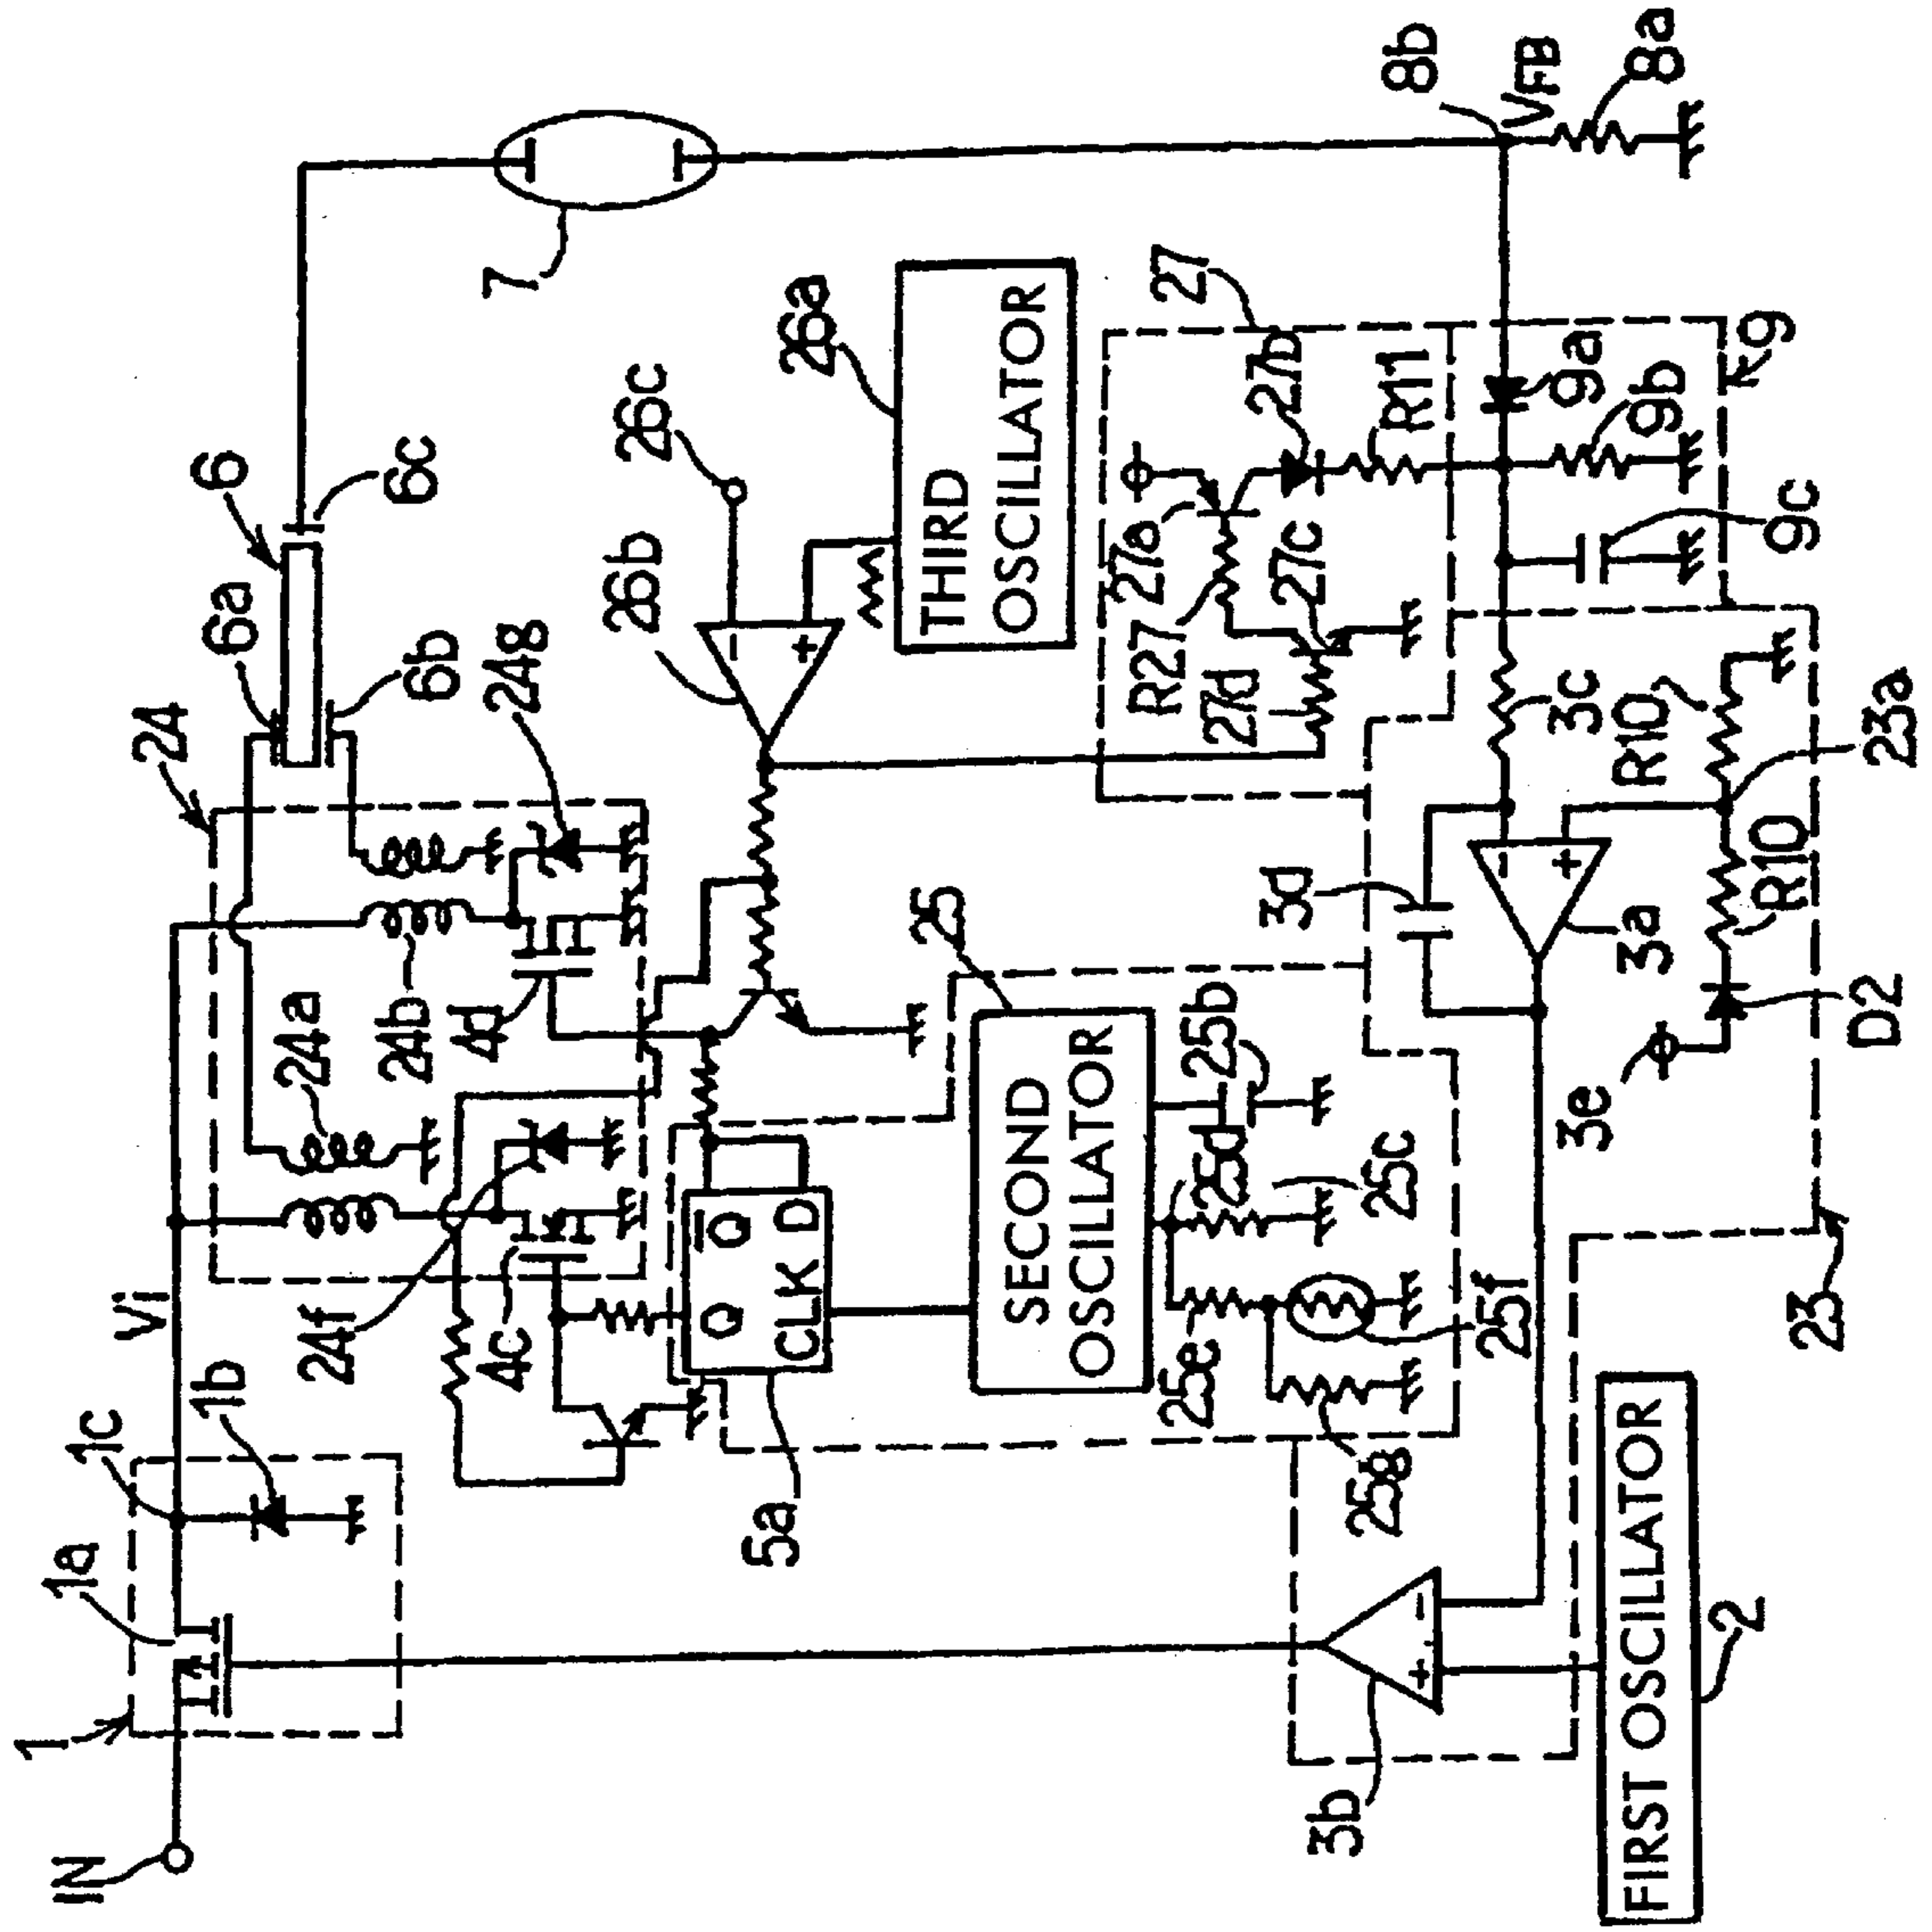 IN
1
1a
1c
1b
Vi
24
6
6a
6c
6b
24a
24b
24g
24f
4c
4d
7
26c
26b
26a
THIRD
OSCILLATOR
Q
Q
CLK D
5a
25
SECOND
OSCILLATOR
25b
25d
25c
25e
25f
25g
27
27a
27b
27c
R27
27d
R11
8b
VFB
8a
9a
9b
9c
9
3d
3c
3a
R10
R10
23a
D2
3e
23
3b
FIRST OSCILLATOR
2